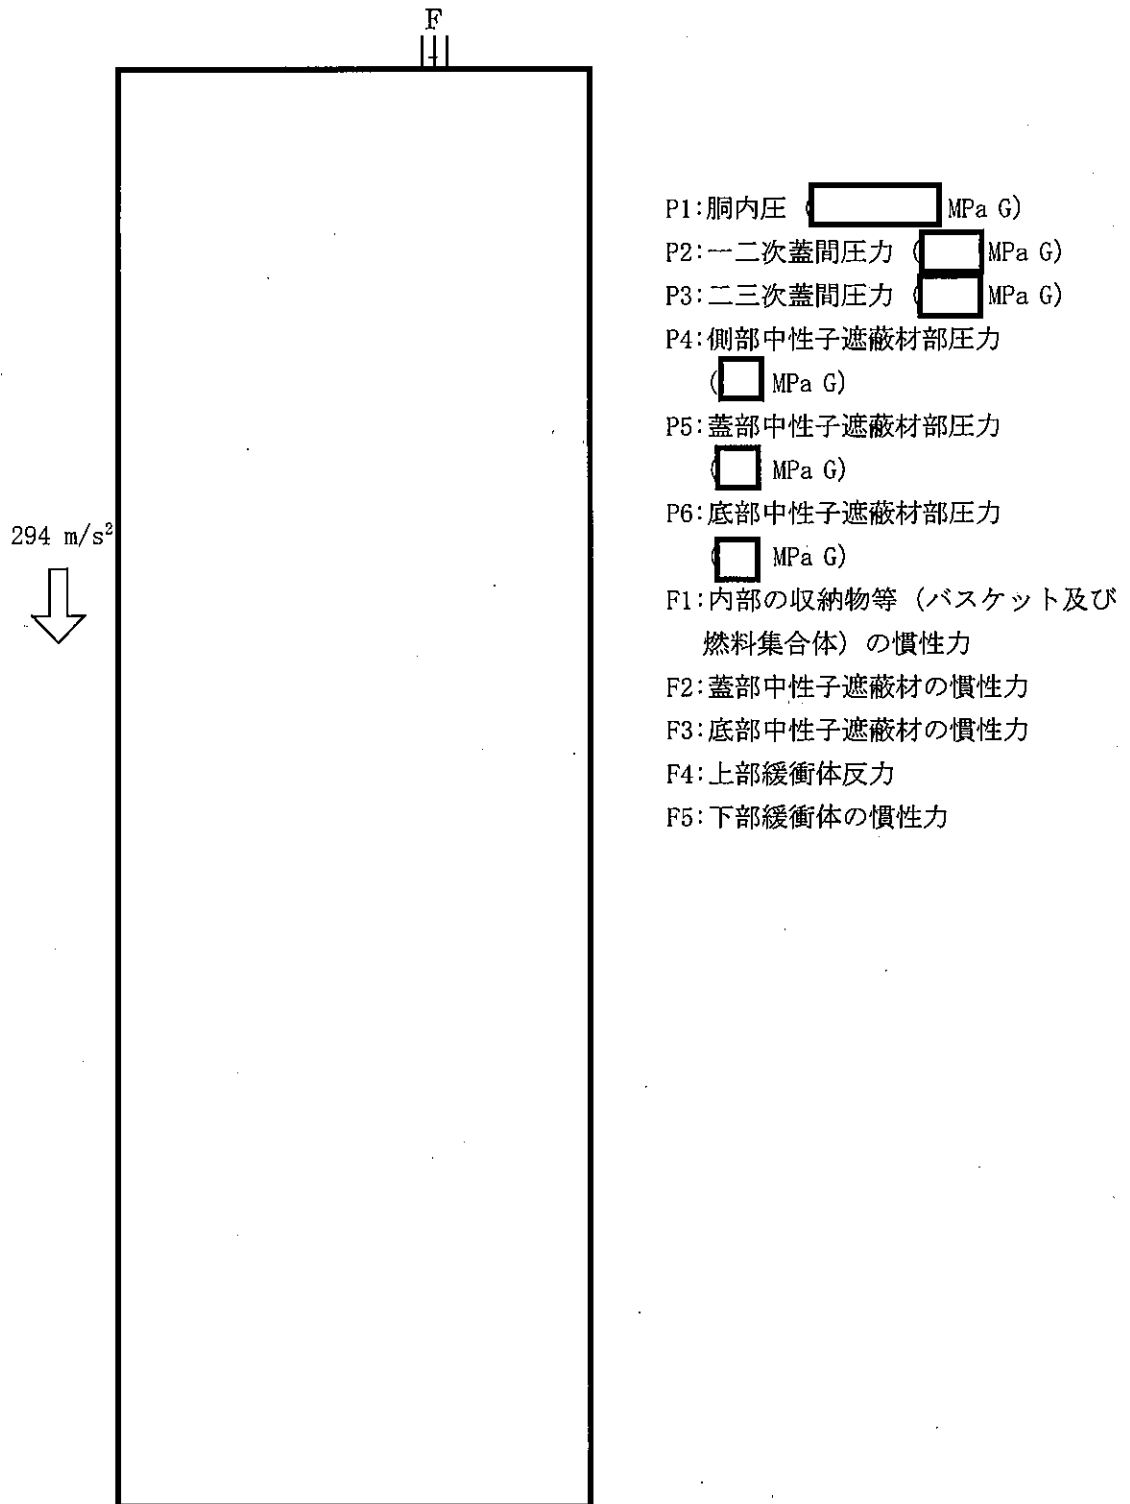 F
P1:胴内圧 ( MPa G)
P2:一二次蓋間圧力 ( MPa G)
P3:二三次蓋間圧力 ( MPa G)
P4:側部中性子遮蔽材部圧力
( MPa G)
P5:蓋部中性子遮蔽材部圧力
( MPa G)
P6:底部中性子遮蔽材部圧力
( MPa G)
294 m/s²
F1:内部の収納物等（バスケット及び
燃料集合体）の慣性力
F2:蓋部中性子遮蔽材の慣性力
F3:底部中性子遮蔽材の慣性力
F4:上部緩衝体反力
F5:下部緩衝体の慣性力